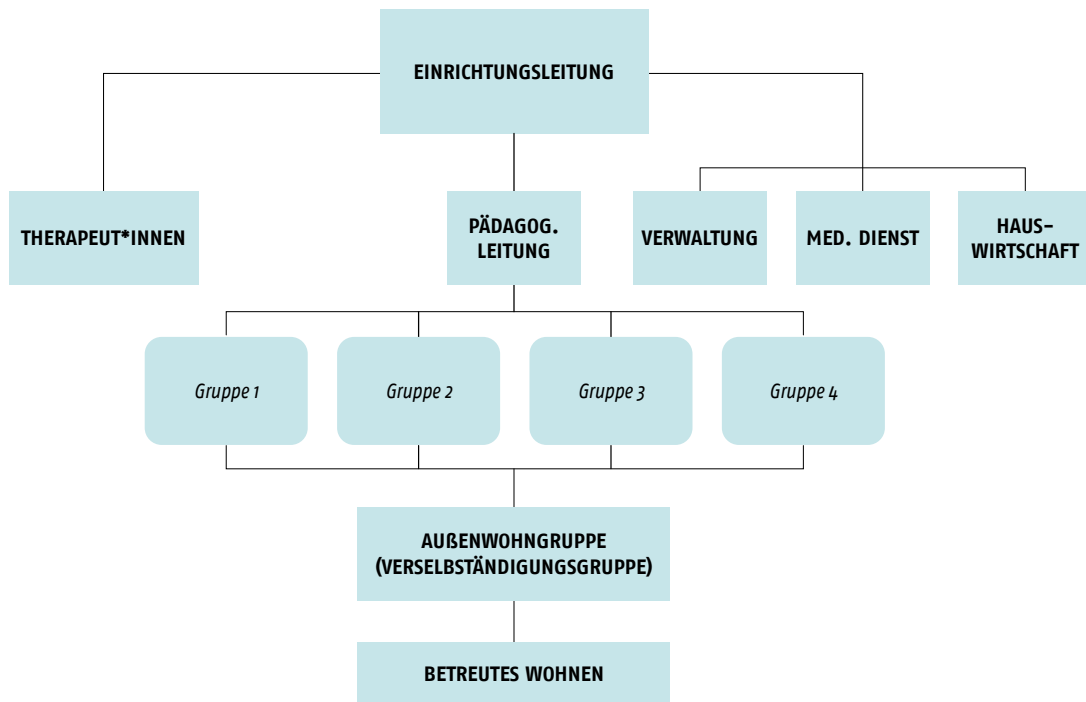 EINRICHTUNGSLEITUNG
THERAPEUT*INNEN
PÄDAGOG.
LEITUNG
VERWALTUNG
MED. DIENST
HAUS-
WIRTSCHAFT
Gruppe 1
Gruppe 2
Gruppe 3
Gruppe 4
AUßENWOHNGRUPPE
(VERSELBSTÄNDIGUNGSGRUPPE)
BETREUTES WOHNEN